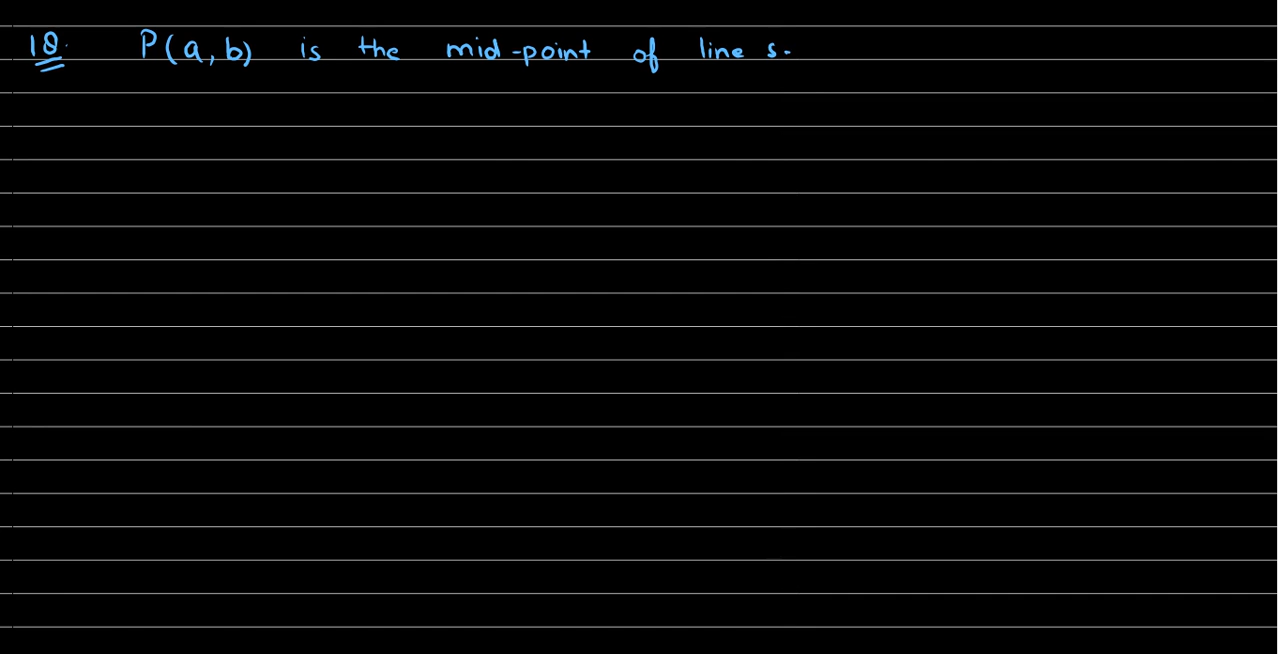 18. P(a, b) is the mid-point of line s.